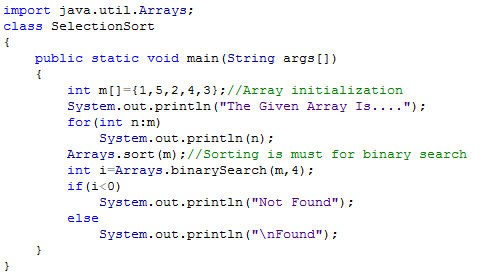 import java.util.Arrays;
class SelectionSort
{
    public static void main(String args[])
    {
        int m[]={1,5,2,4,3};//Array initialization
        System.out.println("The Given Array Is....");
        for(int n:m)
            System.out.println(n);
        Arrays.sort(m);//Sorting is must for binary search
        int i=Arrays.binarySearch(m,4);
        if(i<0)
            System.out.println("Not Found");
        else
            System.out.println("\nFound");
    }
}